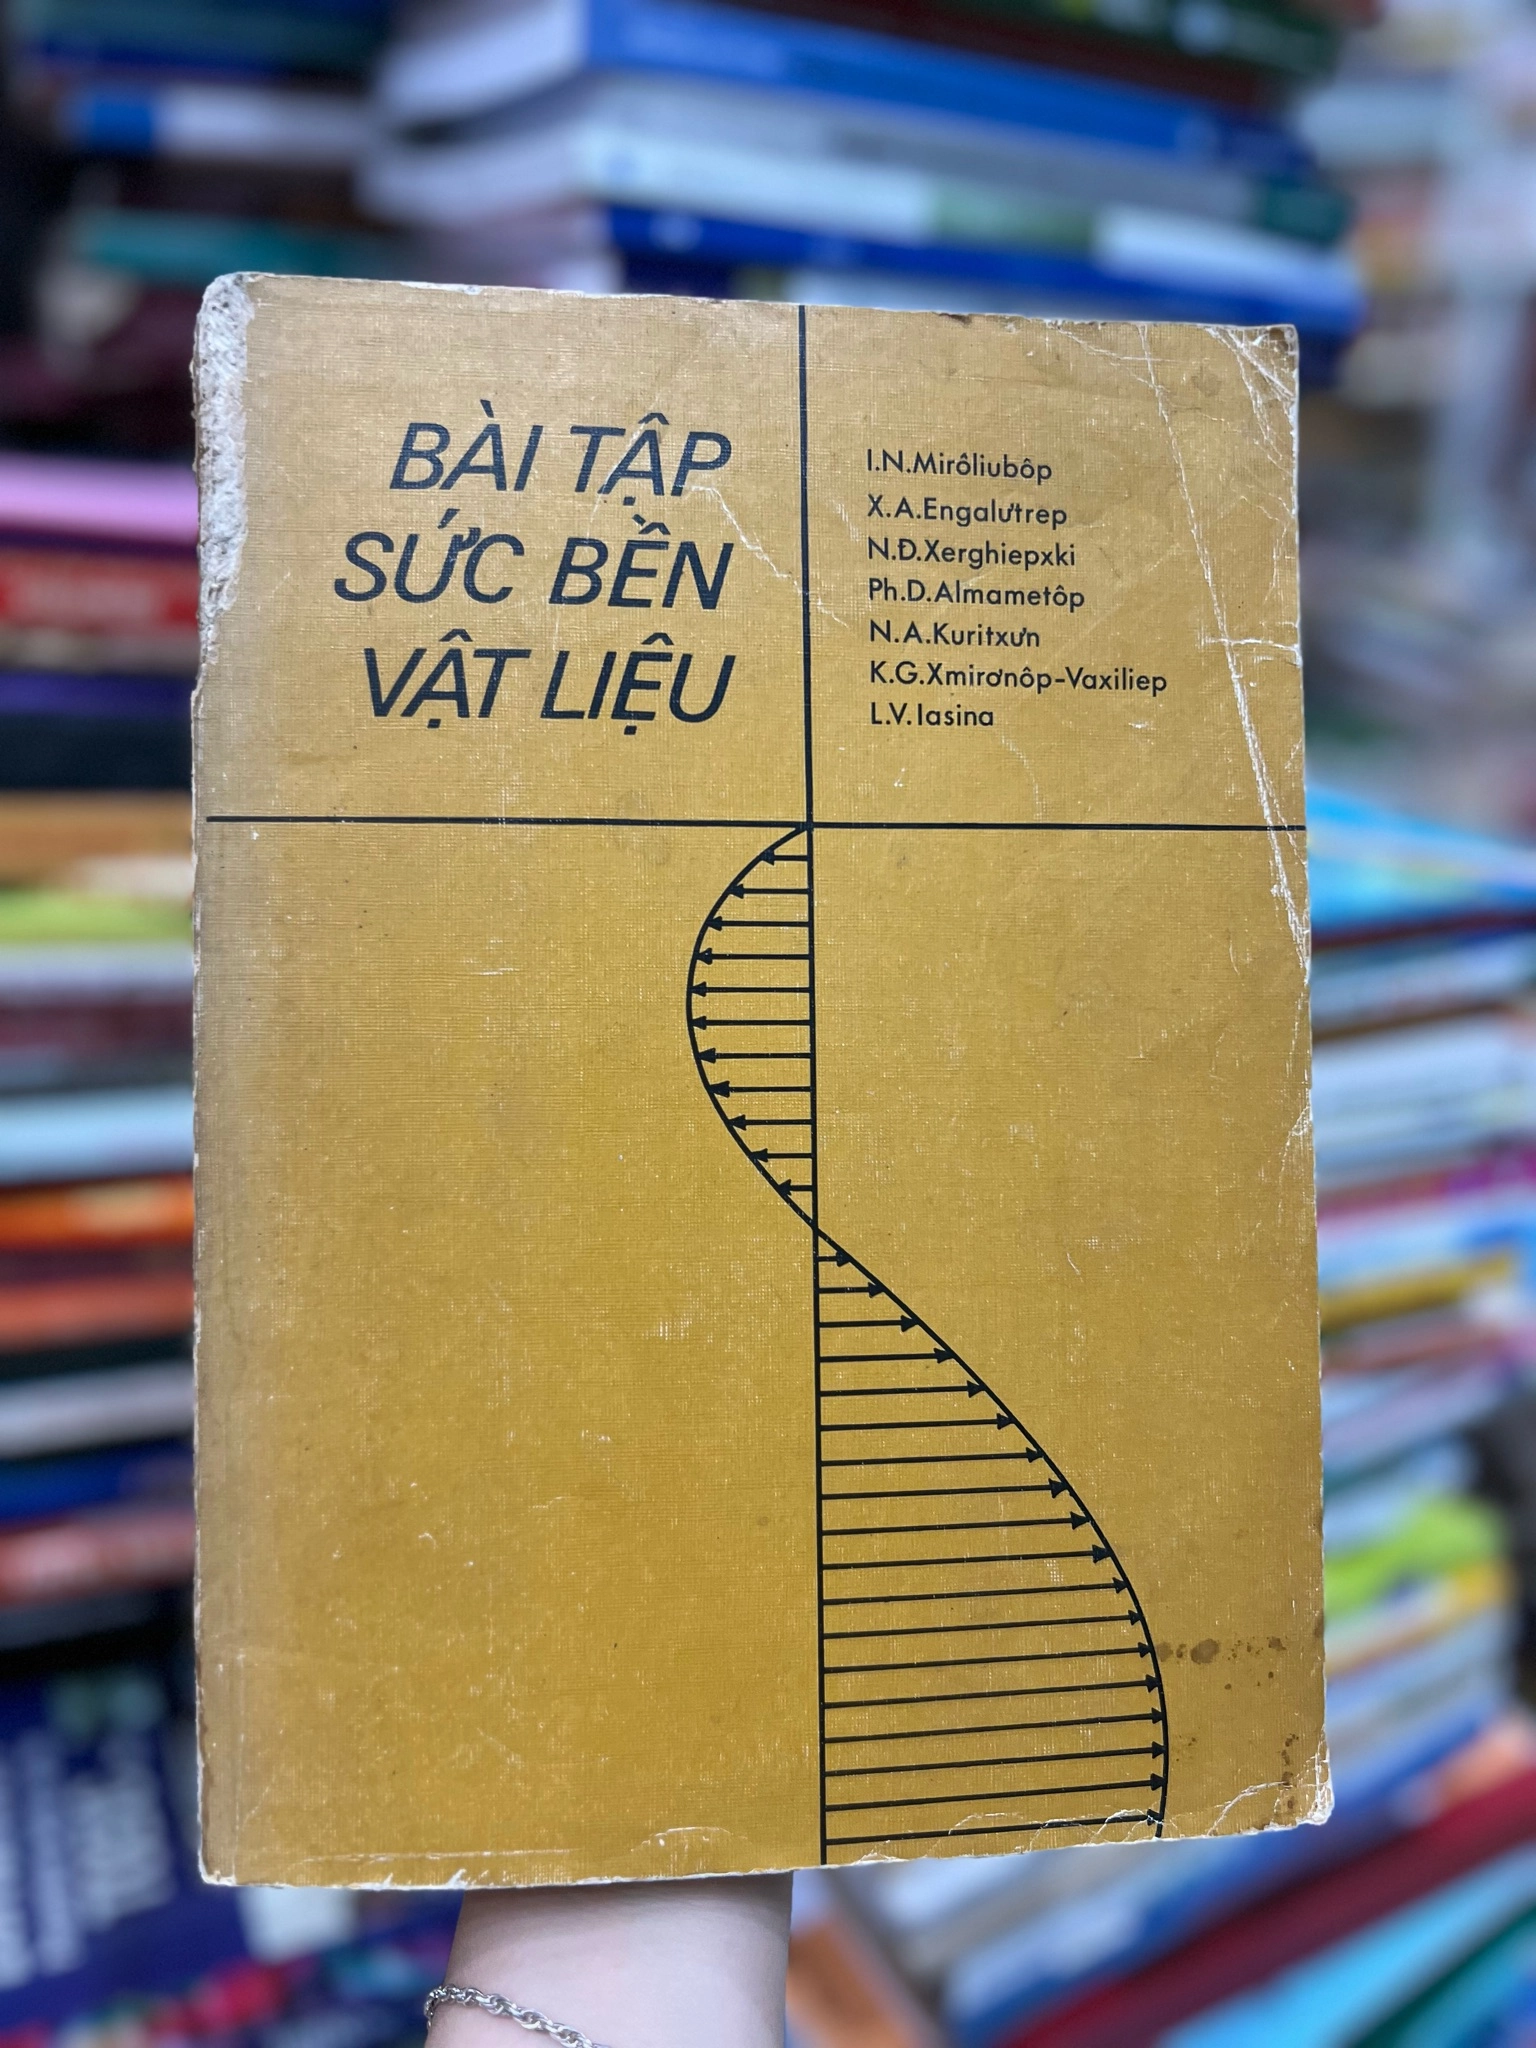 BÀI TẬP
SỨC BỀN
VẬT LIỆU
I.N.Mirôliubôp
X.A.Engalưtrep
N.Đ.Xerghiepxki
Ph.D.Almametôp
N.A.Kuritxưn
K.G.Xmirơnôp-Vaxiliep
L.V.Iasina